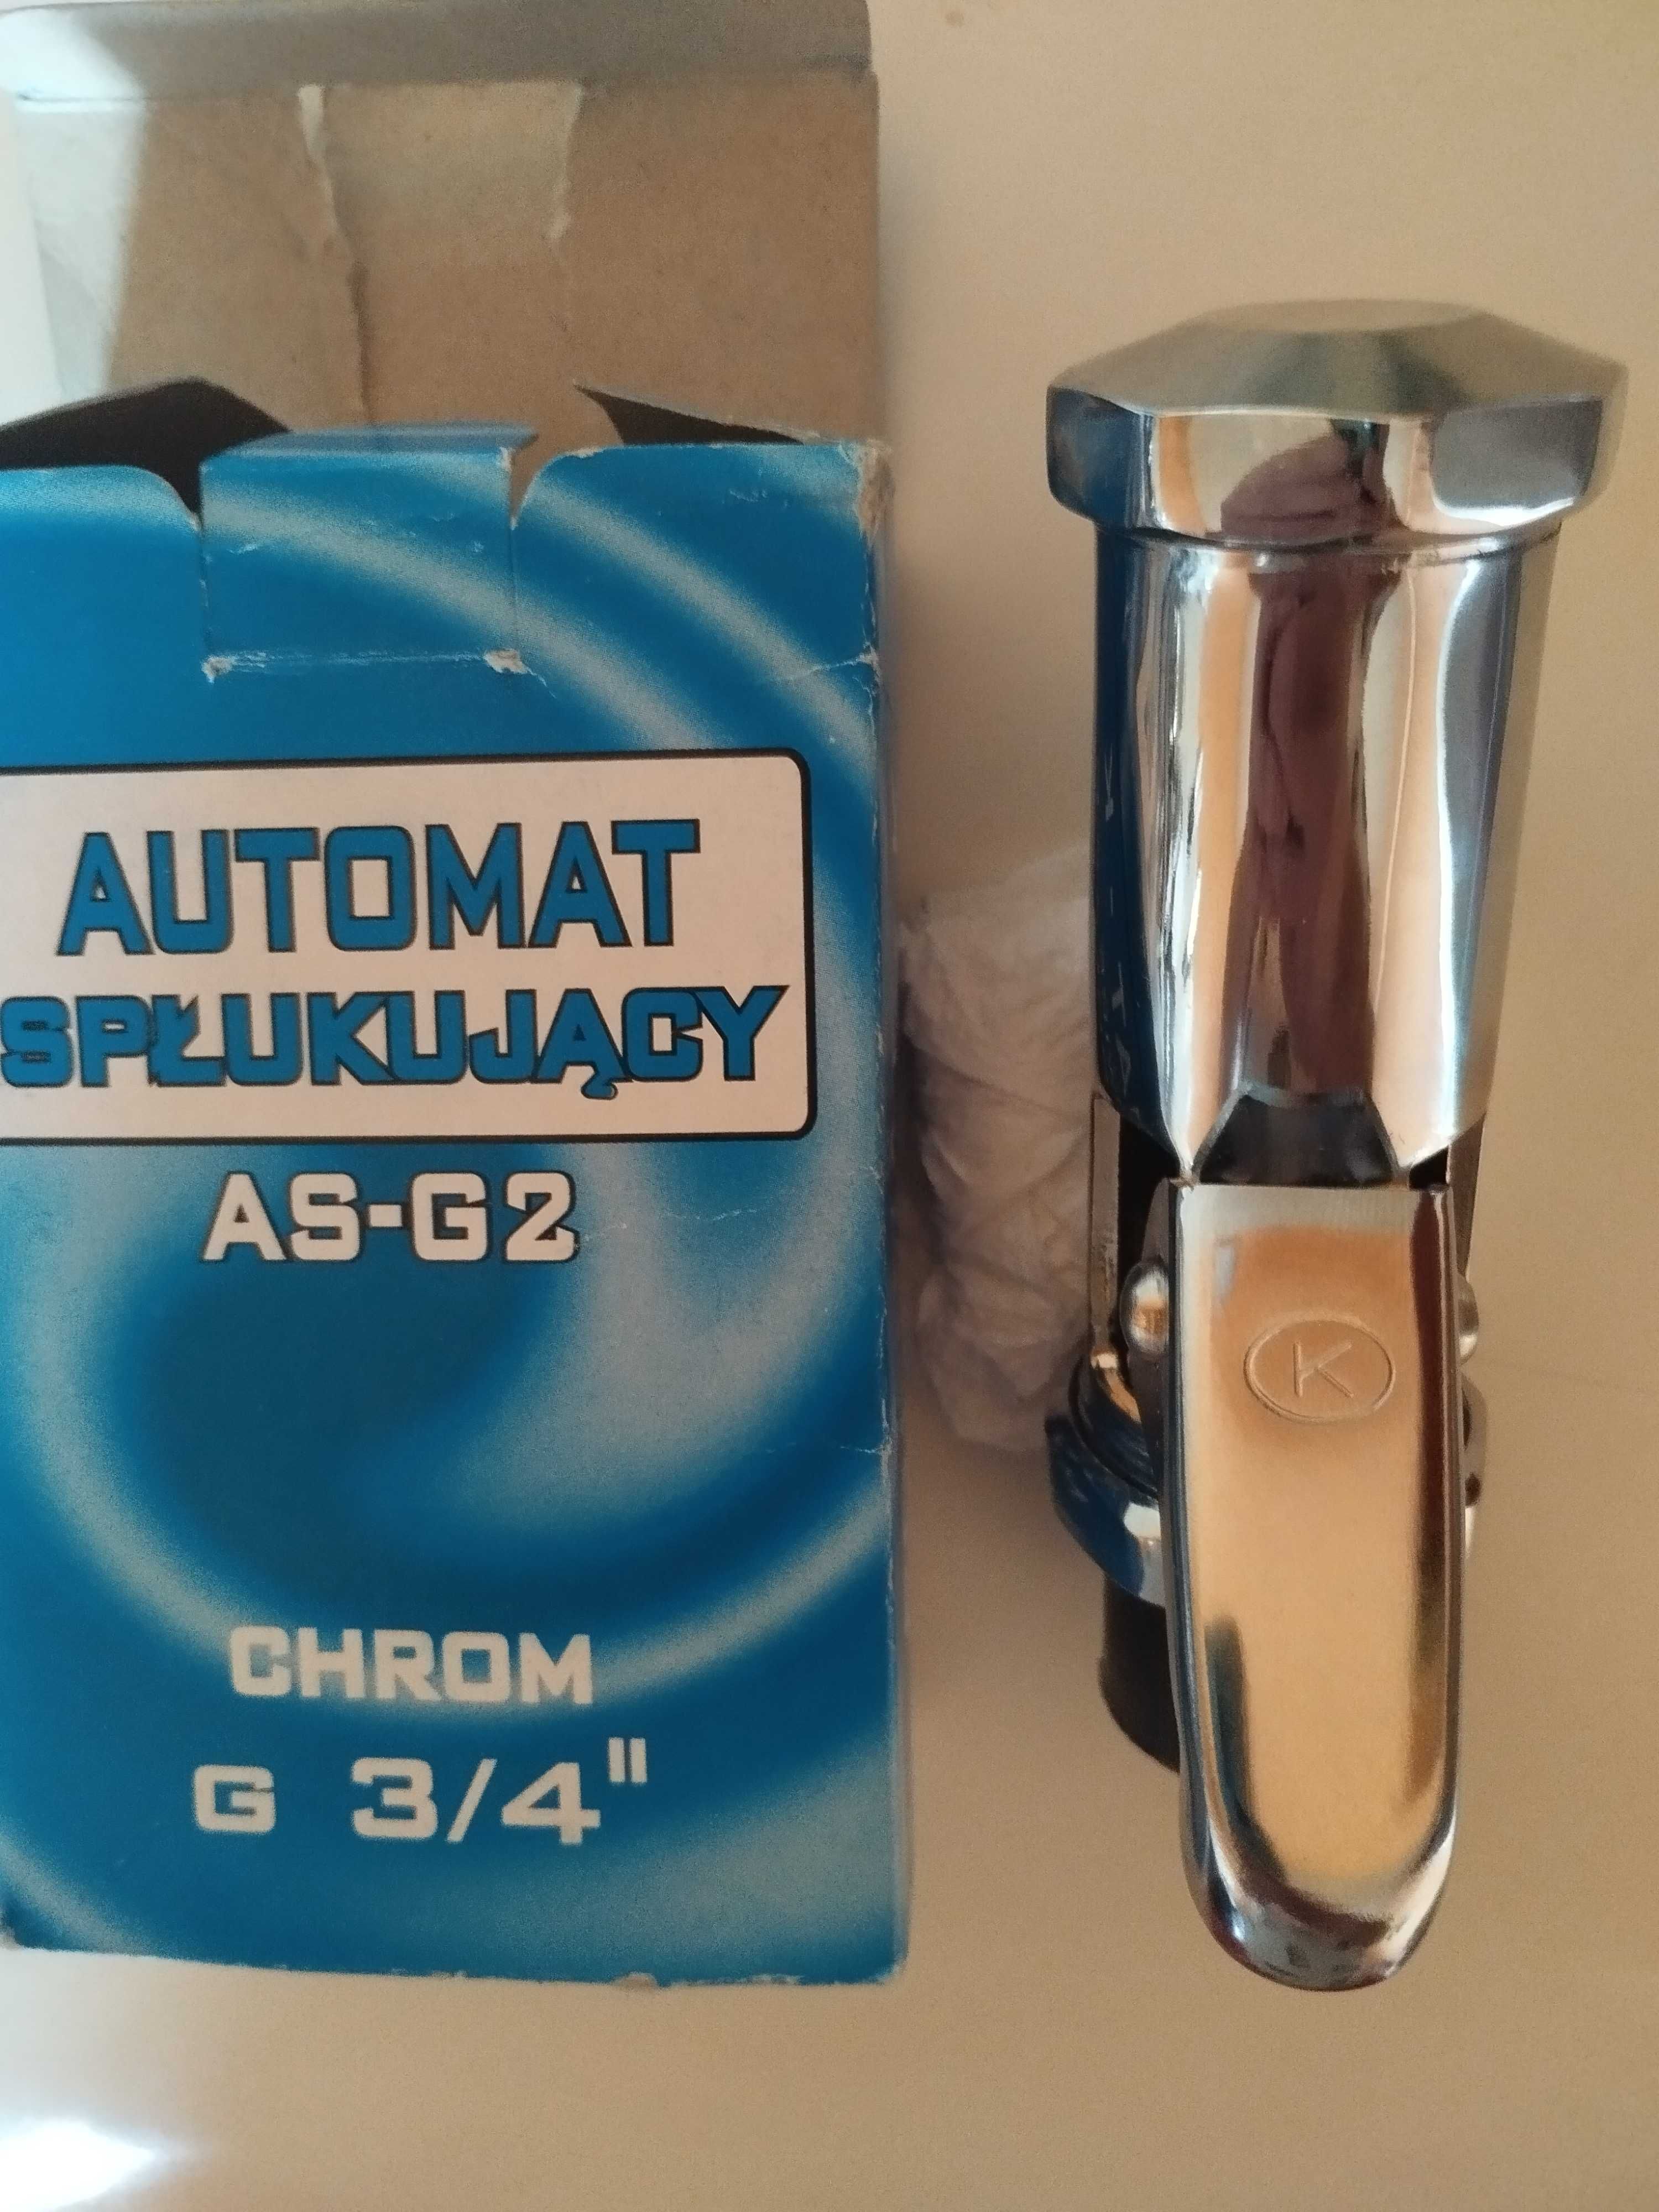 AUTOMAT
SPŁUKUJĄCY
AS-G2
CHROM
G 3/4"
K